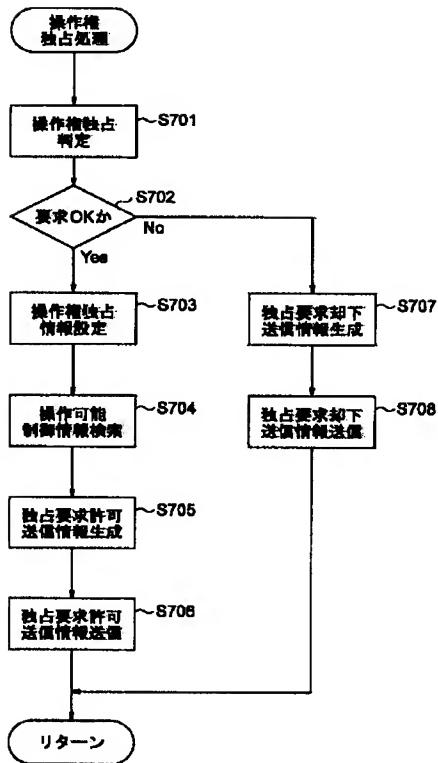 操作権
独占処理
操作権独占
判定
S701
要求OKか
S702
No
Yes
操作権独占
情報設定
S703
操作可能
制御情報検索
S704
独占要求許可
送信情報生成
S705
独占要求許可
送信情報送信
S706
独占要求却下
送信情報生成
S707
独占要求却下
送信情報送信
S708
リターン